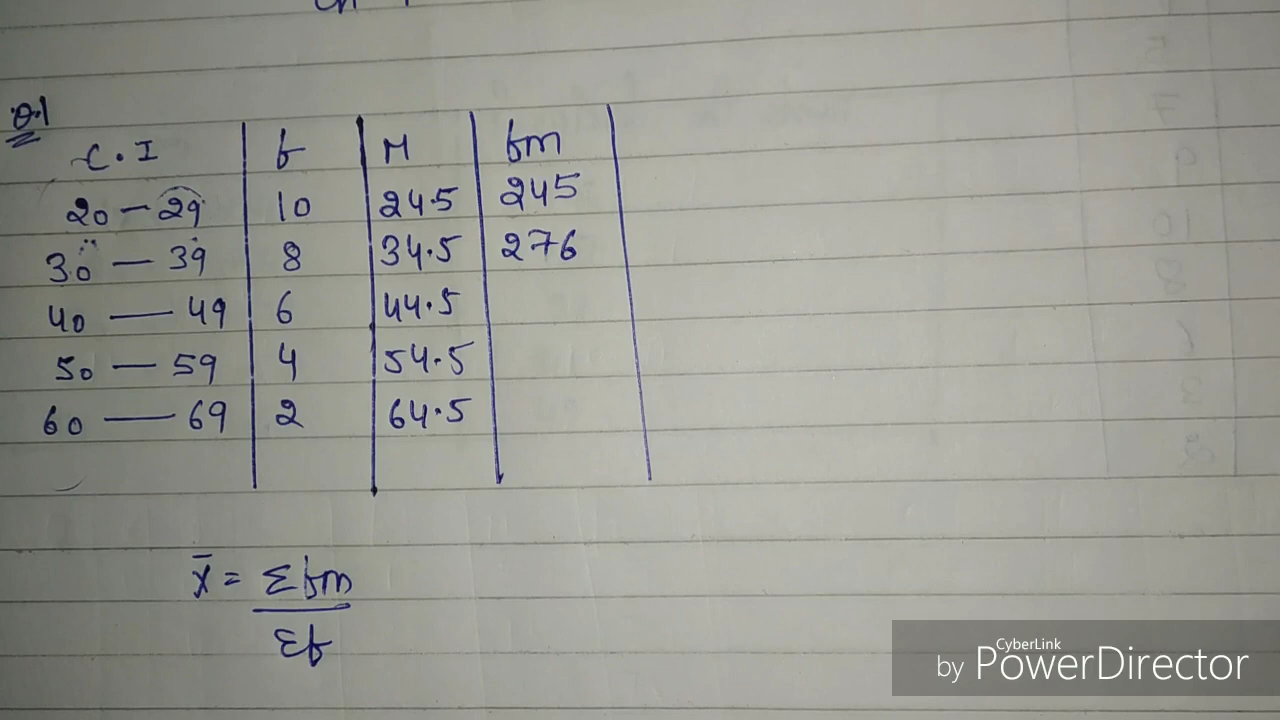 Q.1
C.I f M fm
20 — 29 10 24.5 245
30 — 39 8 34.5 276
40 — 49 6 44.5
50 — 59 4 54.5
60 — 69 2 64.5
x̄ = Σfm
Σf
CyberLink
by PowerDirector